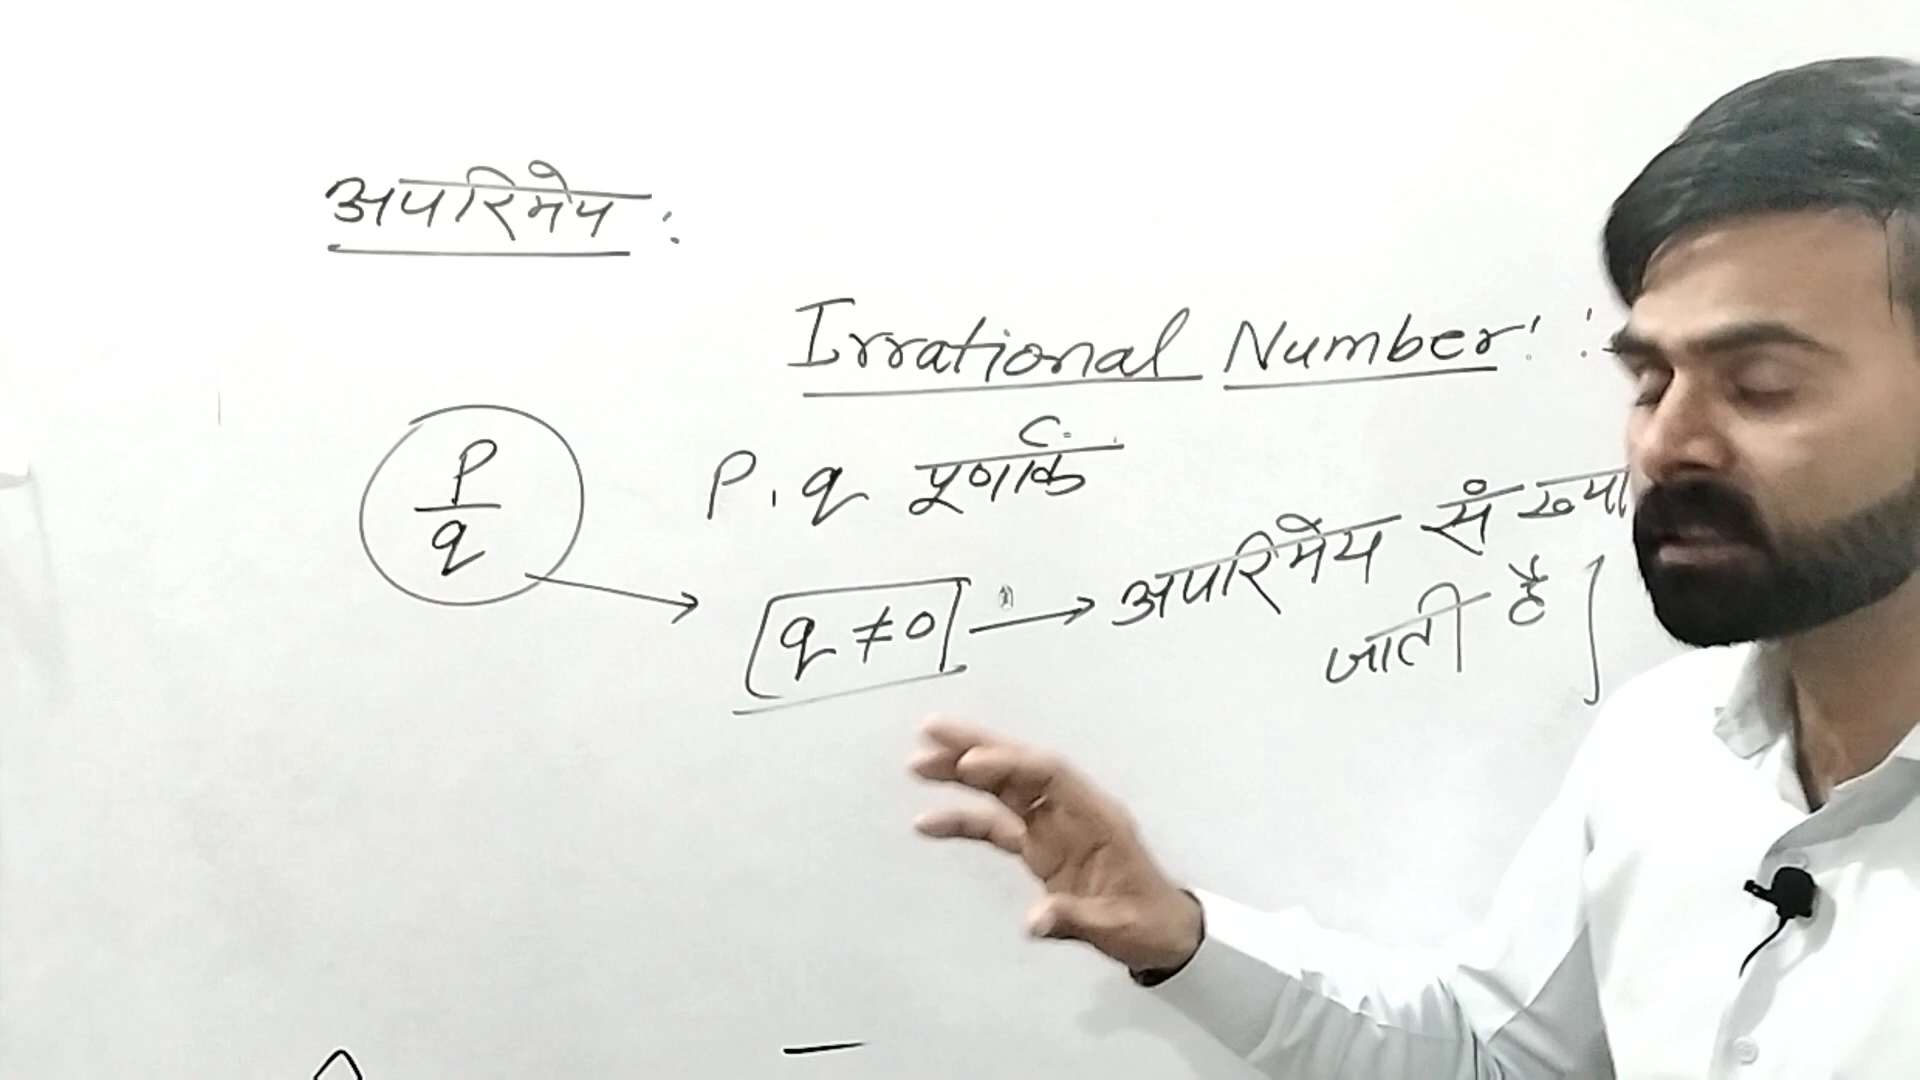 अपरिमेय :
Irrational Number :
P/q P, q पूर्णांक
q ≠ 0 → अपरिमेय संख्या
जाती है